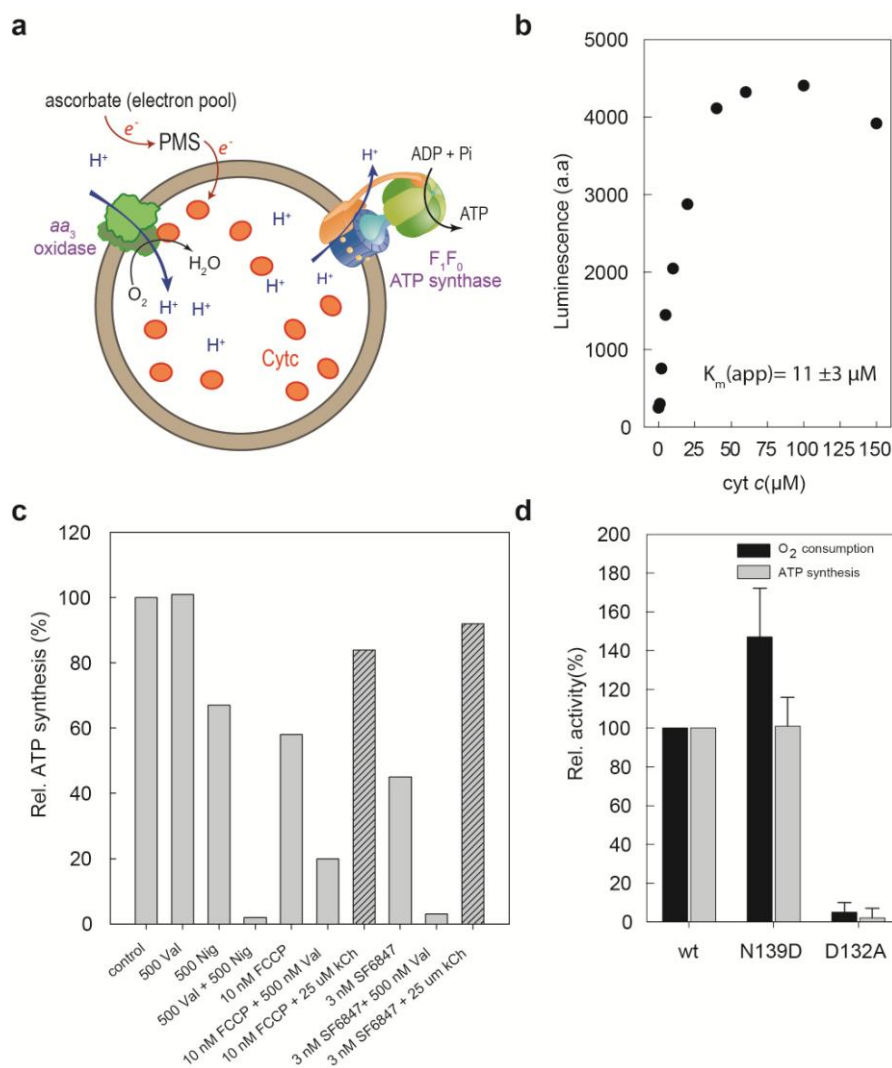 a
ascorbate (electron pool)
e-
PMS
e-
H+
H+
ADP + Pi
ATP
aa3
oxidase
H2O
O2
H+
H+
H+
H+
H+
H+
F1F0
ATP synthase
Cytc
b
5000
4000
3000
2000
1000
0
Luminescence (a.a)
Km(app)= 11 ±3 µM
0 25 50 75 100 125 150
cyt c(µM)
c
120
100
80
60
40
20
0
Rel. ATP synthesis (%)
control
500 Val
500 Nig
500 Val + 500 Nig
10 nM FCCP
10 nM FCCP + 500 nM Val
10 nM FCCP + 25 uM kCh
3 nM SF6847
3 nM SF6847+ 500 nM Val
3 nM SF6847 + 25 um kCh
d
200
180
160
140
120
100
80
60
40
20
0
Rel. activity(%)
O2 consumption
ATP synthesis
wt N139D D132A